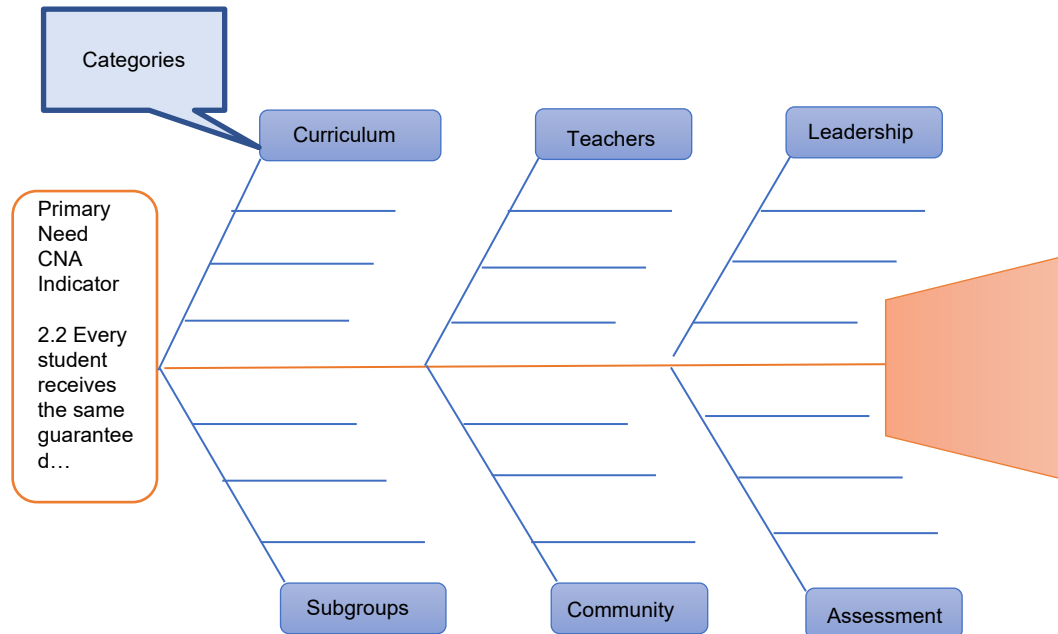 Categories
Curriculum
Teachers
Leadership
Primary
Need
CNA
Indicator
2.2 Every
student
receives
the same
guarantee
d…
Subgroups
Community
Assessment